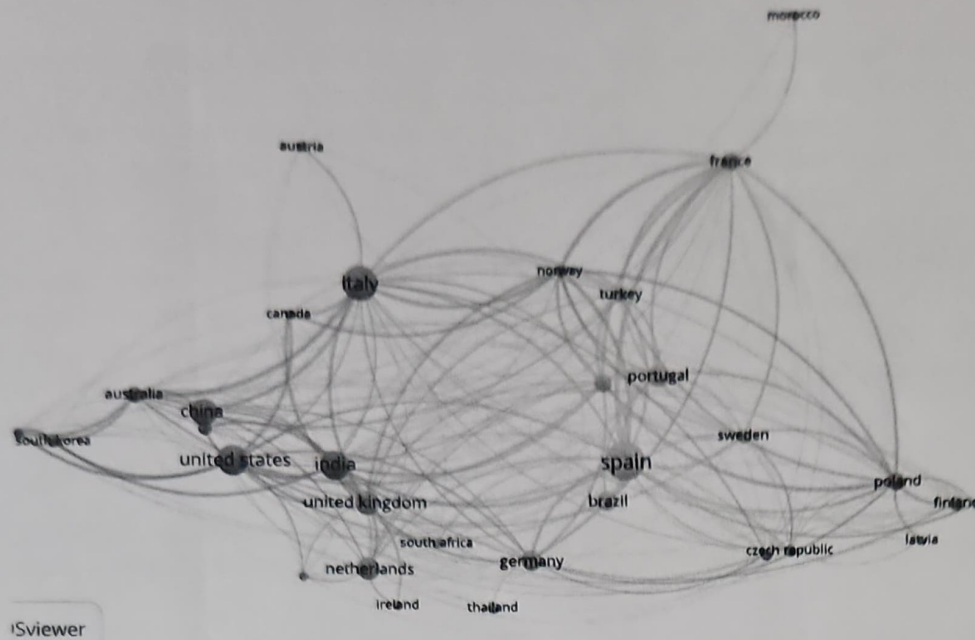 morocco
austria
france
italy
norway
turkey
canada
portugal
australia
china
south korea
sweden
united states
india
spain
poland
united kingdom
brazil
finland
south africa
latvia
czech republic
netherlands
germany
ireland
thailand
Sviewer